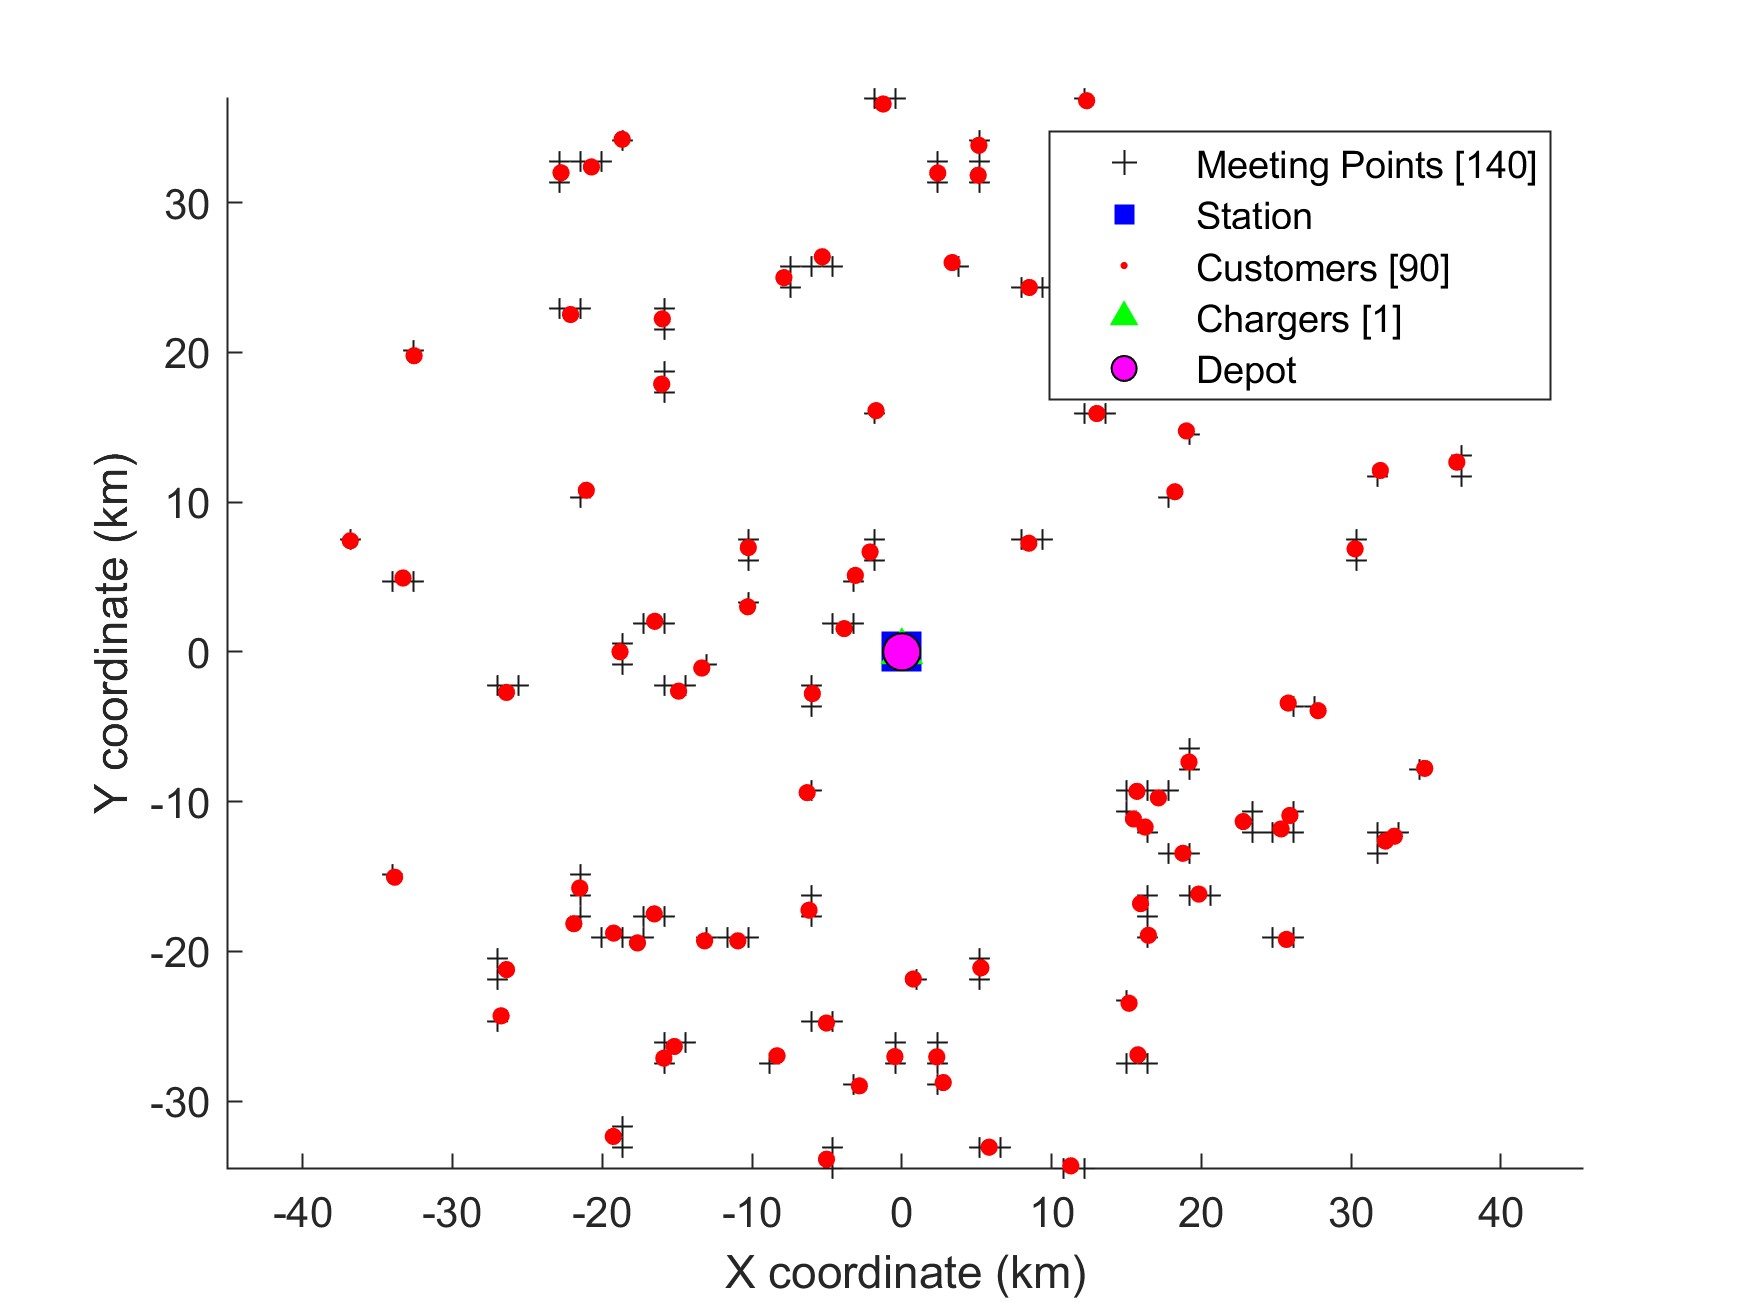 Meeting Points [140]
Station
Customers [90]
Chargers [1]
Depot
30
20
10
0
-10
-20
-30
Y coordinate (km)
-40 -30 -20 -10 0 10 20 30 40
X coordinate (km)